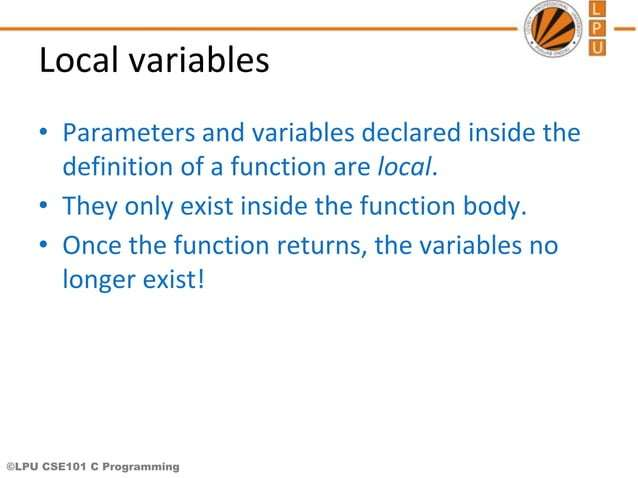 L
P
U
Local variables
• Parameters and variables declared inside the
definition of a function are local.
• They only exist inside the function body.
• Once the function returns, the variables no
longer exist!
©LPU CSE101 C Programming